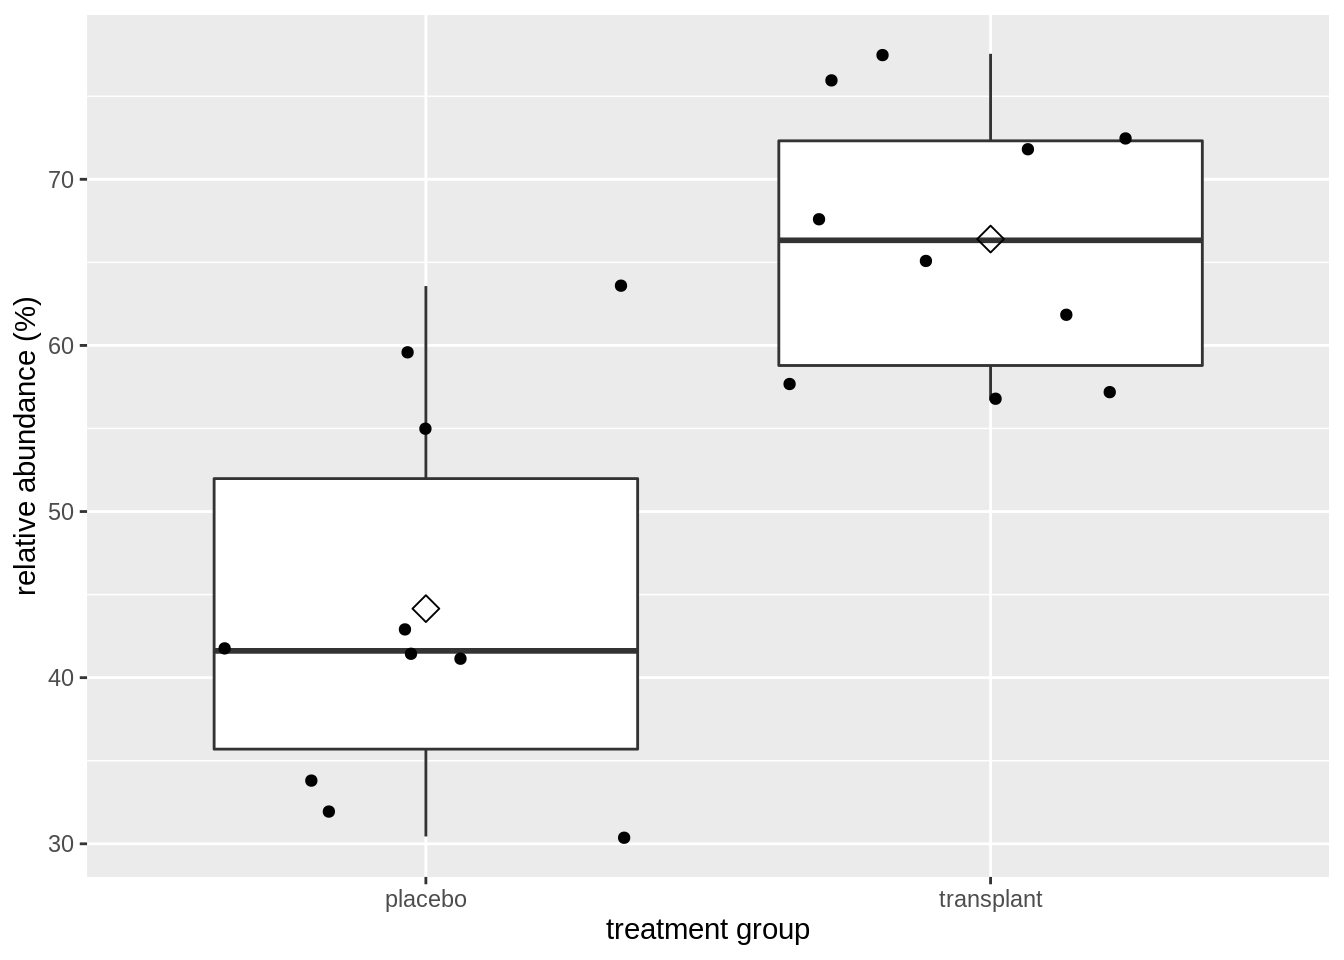 relative abundance (%)
70
60
50
40
30
placebo
transplant
treatment group